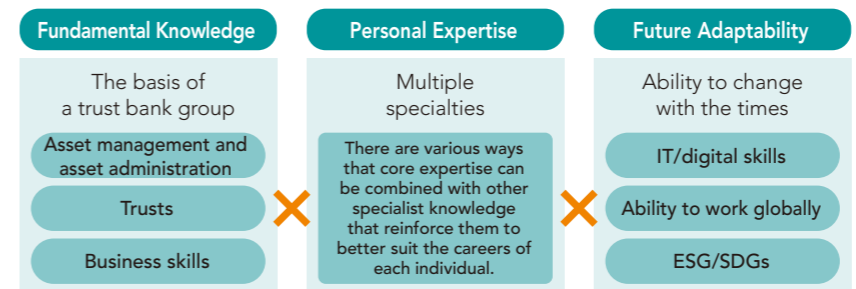 Fundamental Knowledge
The basis of
a trust bank group
Asset management and
asset administration
Trusts
Business skills
Personal Expertise
Multiple
specialties
There are various ways
that core expertise can
be combined with other
specialist knowledge
that reinforce them to
better suit the careers of
each individual.
Future Adaptability
Ability to change
with the times
IT/digital skills
Ability to work globally
ESG/SDGs